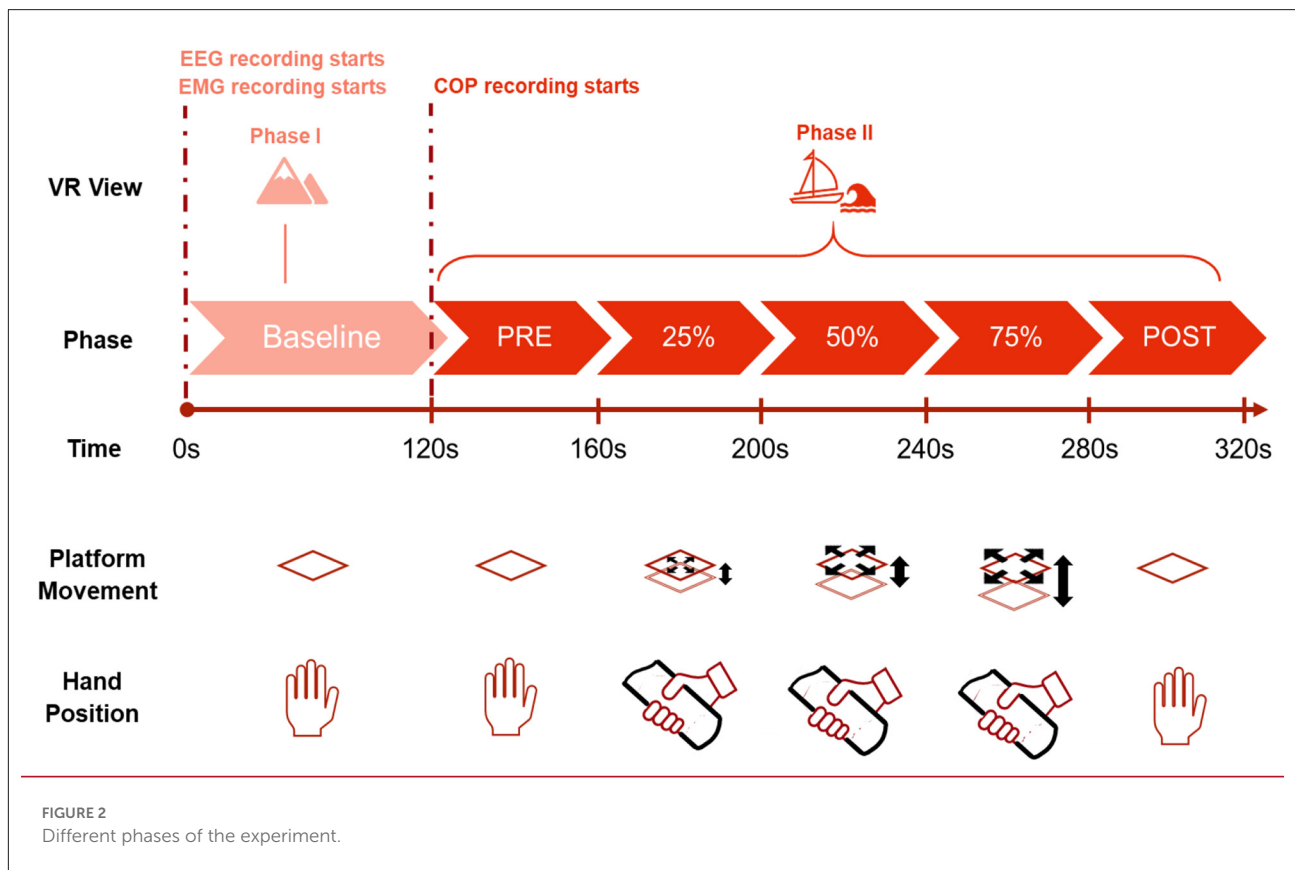 EEG recording starts
EMG recording starts
COP recording starts
Phase I
Phase II
VR View
Phase
Baseline
PRE
25%
50%
75%
POST
Time
0s
120s
160s
200s
240s
280s
320s
Platform
Movement
Hand
Position
FIGURE 2
Different phases of the experiment.